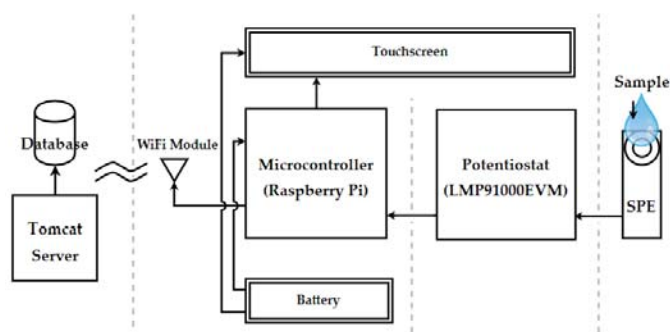 Touchscreen
Sample
Database
WiFi Module
Microcontroller
(Raspberry Pi)
Potentiostat
(LMP91000EVM)
SPE
Tomcat
Server
Battery